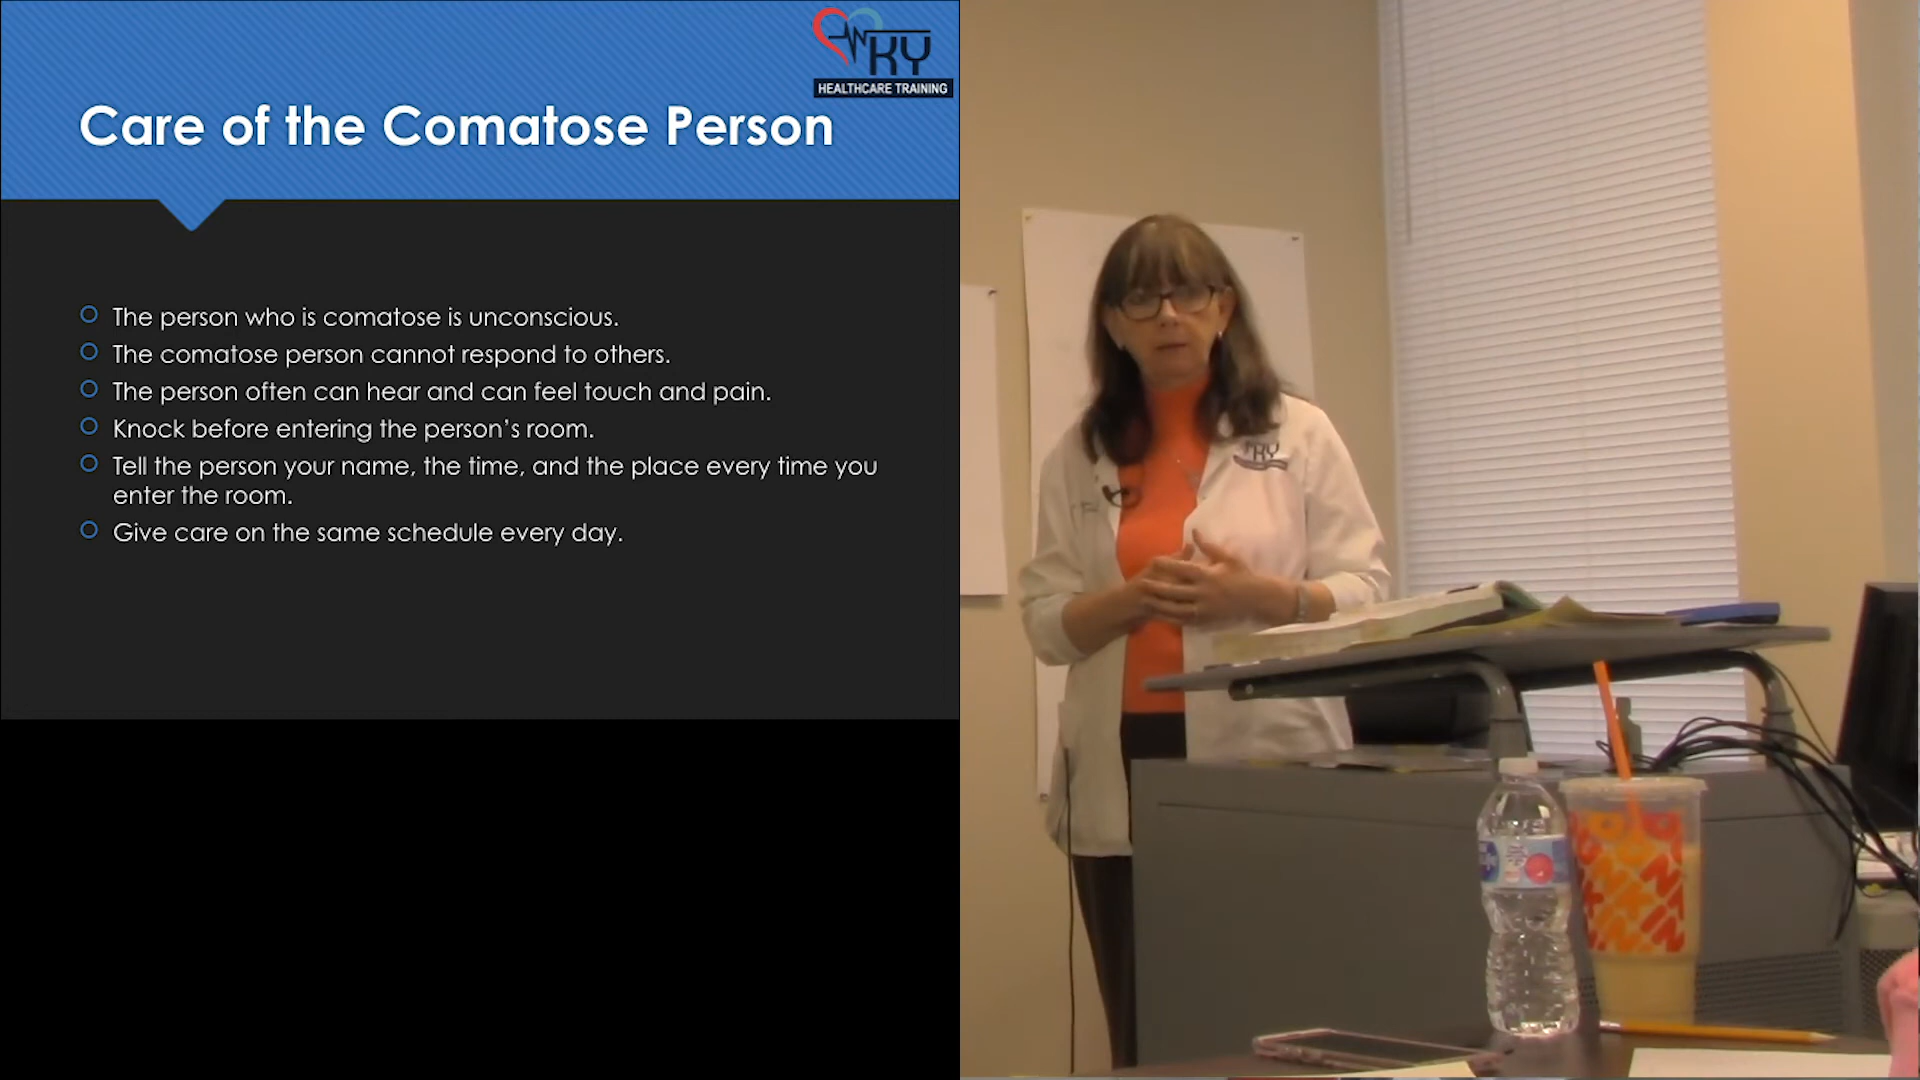 KY
HEALTHCARE TRAINING
Care of the Comatose Person
The person who is comatose is unconscious.
The comatose person cannot respond to others.
The person often can hear and can feel touch and pain.
Knock before entering the person's room.
Tell the person your name, the time, and the place every time you
enter the room.
Give care on the same schedule every day.
KY